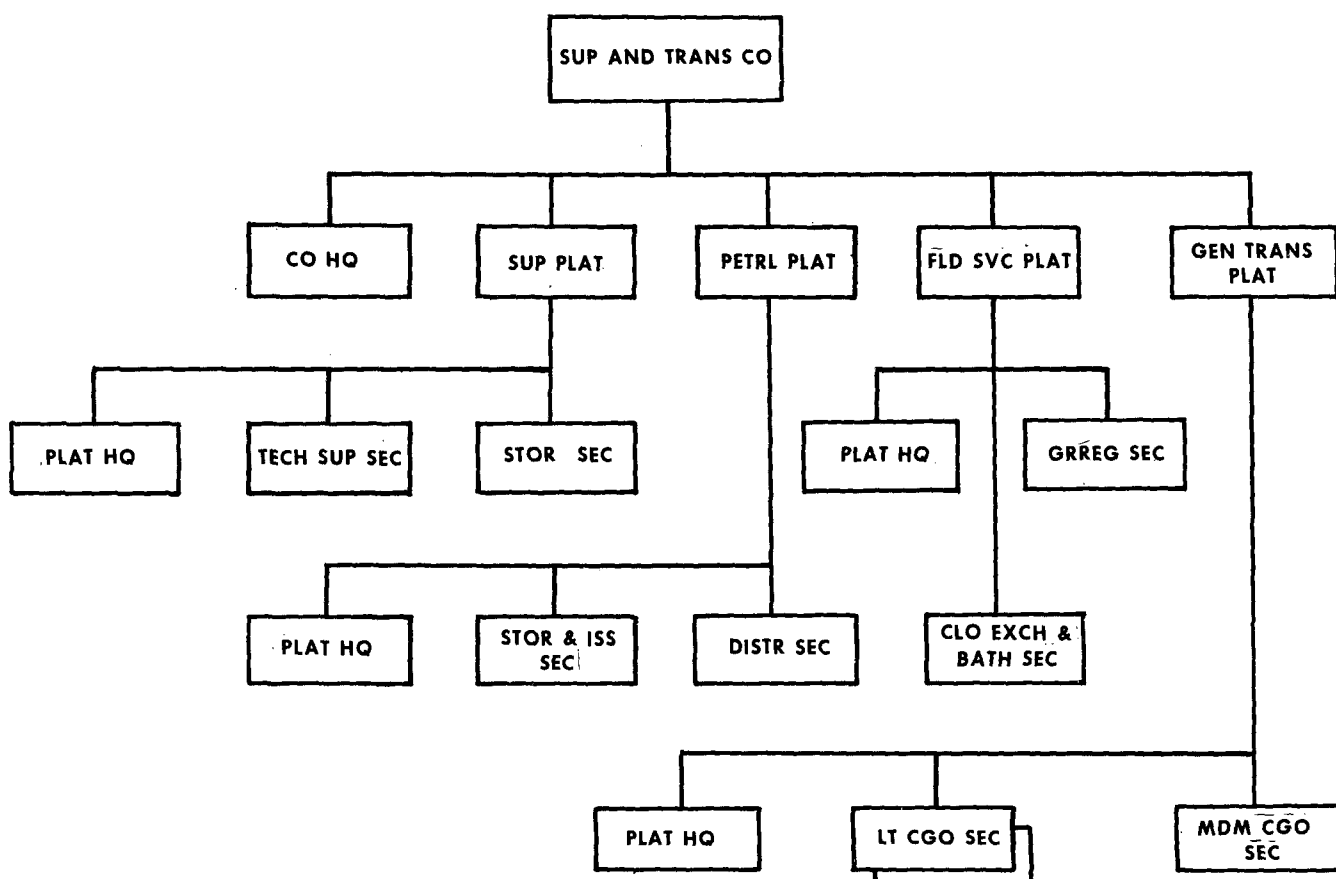 SUP AND TRANS CO
CO HQ
SUP PLAT
PETRL PLAT
FLD SVC PLAT
GEN TRANS
PLAT
PLAT HQ
TECH SUP SEC
STOR SEC
PLAT HQ
GRREG SEC
PLAT HQ
STOR & ISS
SEC
DISTR SEC
CLO EXCH &
BATH SEC
PLAT HQ
LT CGO SEC
MDM CGO
SEC